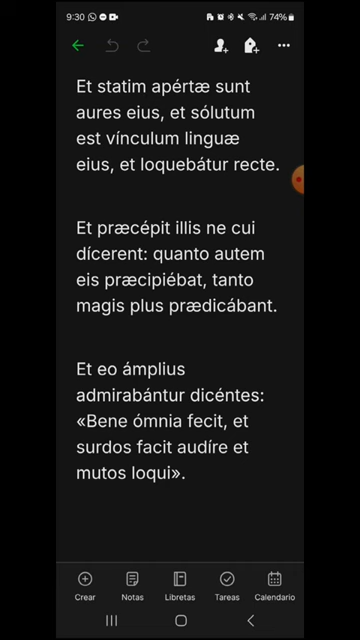 9:30
74%
Et statim apértæ sunt
aures eius, et sólutum
est vínculum linguæ
eius, et loquebátur recte.
Et præcépit illis ne cui
dícerent: quanto autem
eis præcipiébat, tanto
magis plus prædicábant.
Et eo ámplius
admirabántur dicéntes:
«Bene ómnia fecit, et
surdos facit audíre et
mutos loqui».
Crear Notas Libretas Tareas Calendario